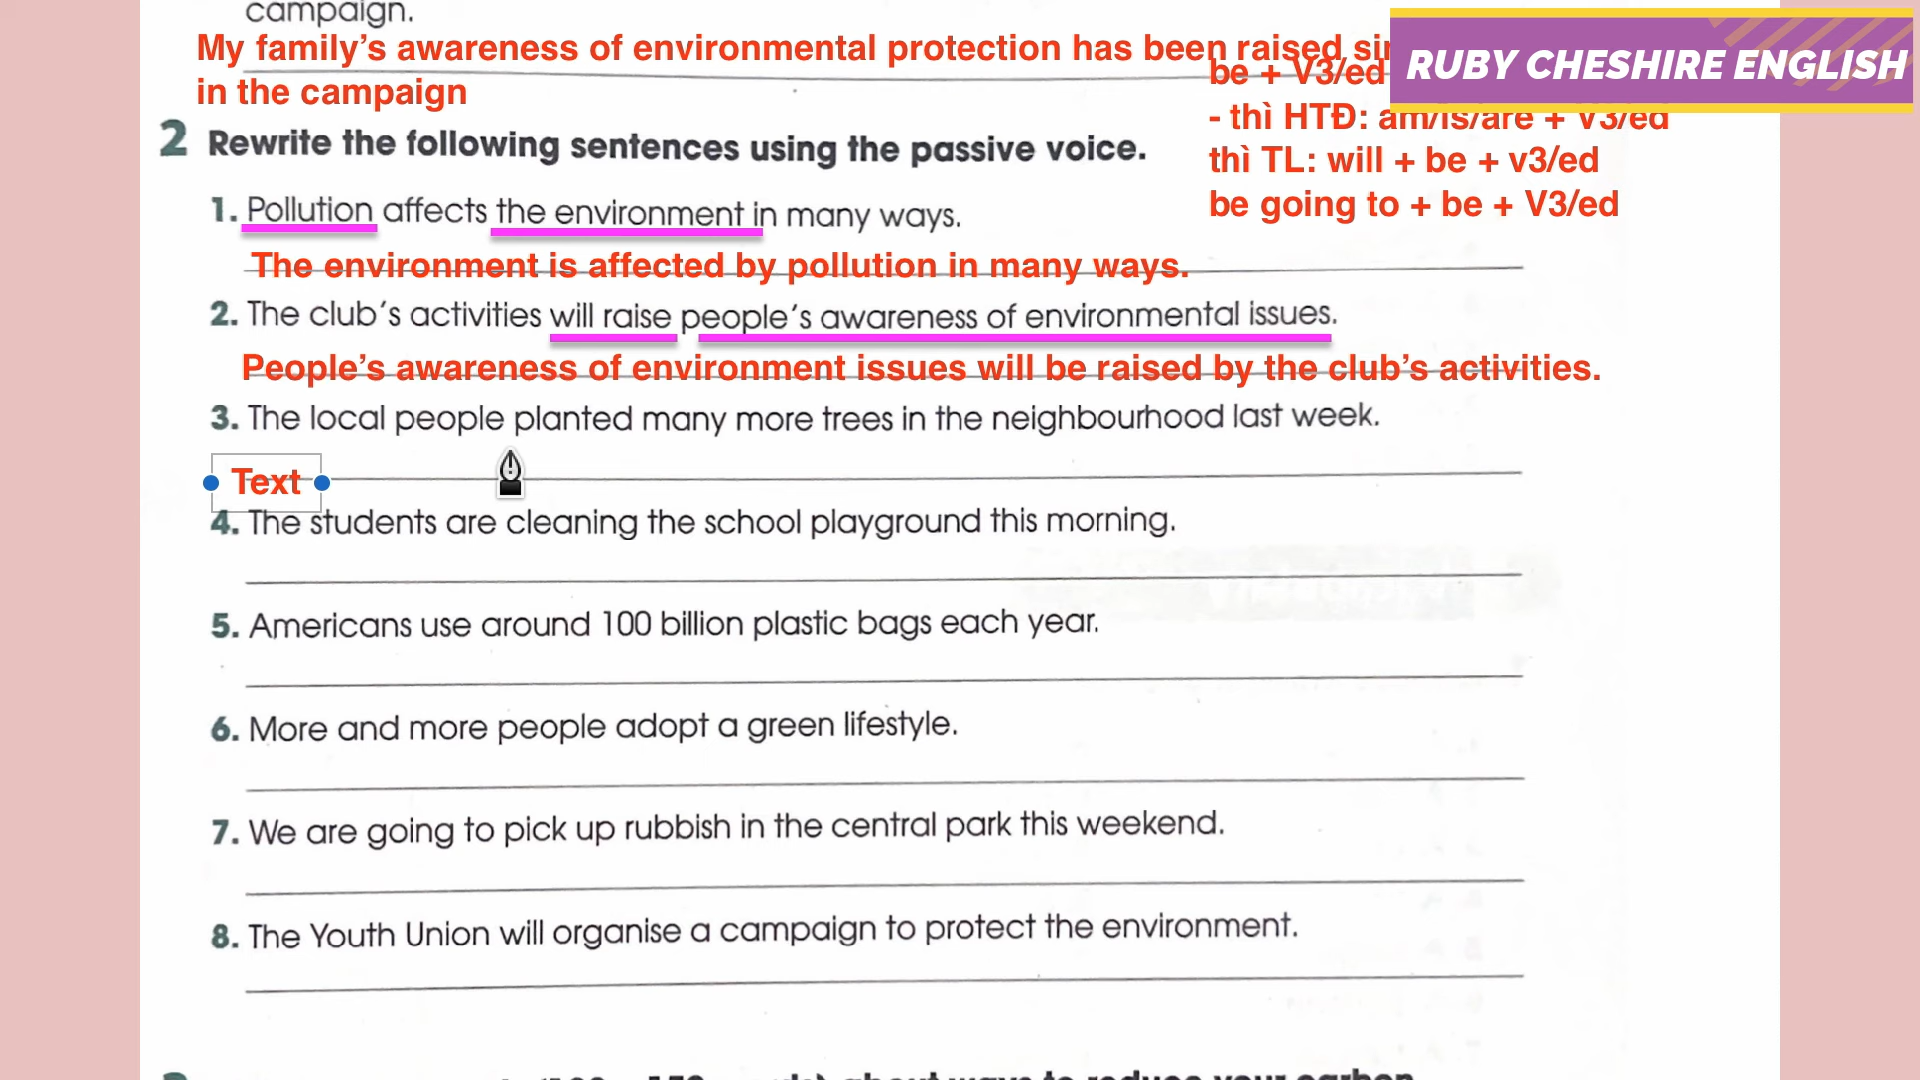 campaign.
My family’s awareness of environmental protection has been raised
in the campaign
be + V3/ed
RUBY CHESHIRE ENGLISH
- thì HTĐ: am/is/are + V3/ed
thì TL: will + be + v3/ed
be going to + be + V3/ed
2 Rewrite the following sentences using the passive voice.
1. Pollution affects the environment in many ways.
The environment is affected by pollution in many ways.
2. The club’s activities will raise people’s awareness of environmental issues.
People’s awareness of environment issues will be raised by the club’s activities.
3. The local people planted many more trees in the neighbourhood last week.
Text
4. The students are cleaning the school playground this morning.
5. Americans use around 100 billion plastic bags each year.
6. More and more people adopt a green lifestyle.
7. We are going to pick up rubbish in the central park this weekend.
8. The Youth Union will organise a campaign to protect the environment.
about ways to reduce your carbon